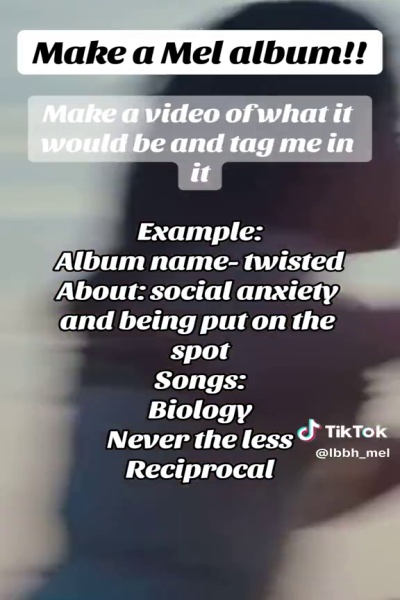 Make a Mel album!!
Make a video of what it
would be and tag me in
it
Example:
Album name- twisted
About: social anxiety
and being put on the
spot
Songs:
Biology
Never the less
Reciprocal
TikTok
@lbbh_mel